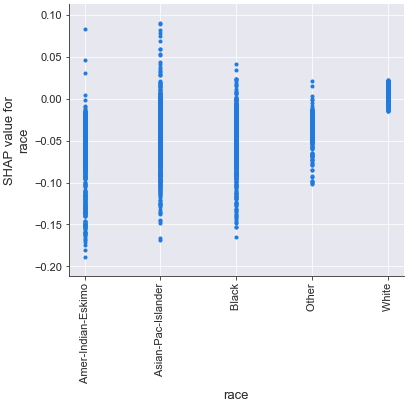 SHAP value for
race
0.10
0.05
0.00
−0.05
−0.10
−0.15
−0.20
Amer-Indian-Eskimo
Asian-Pac-Islander
Black
Other
White
race